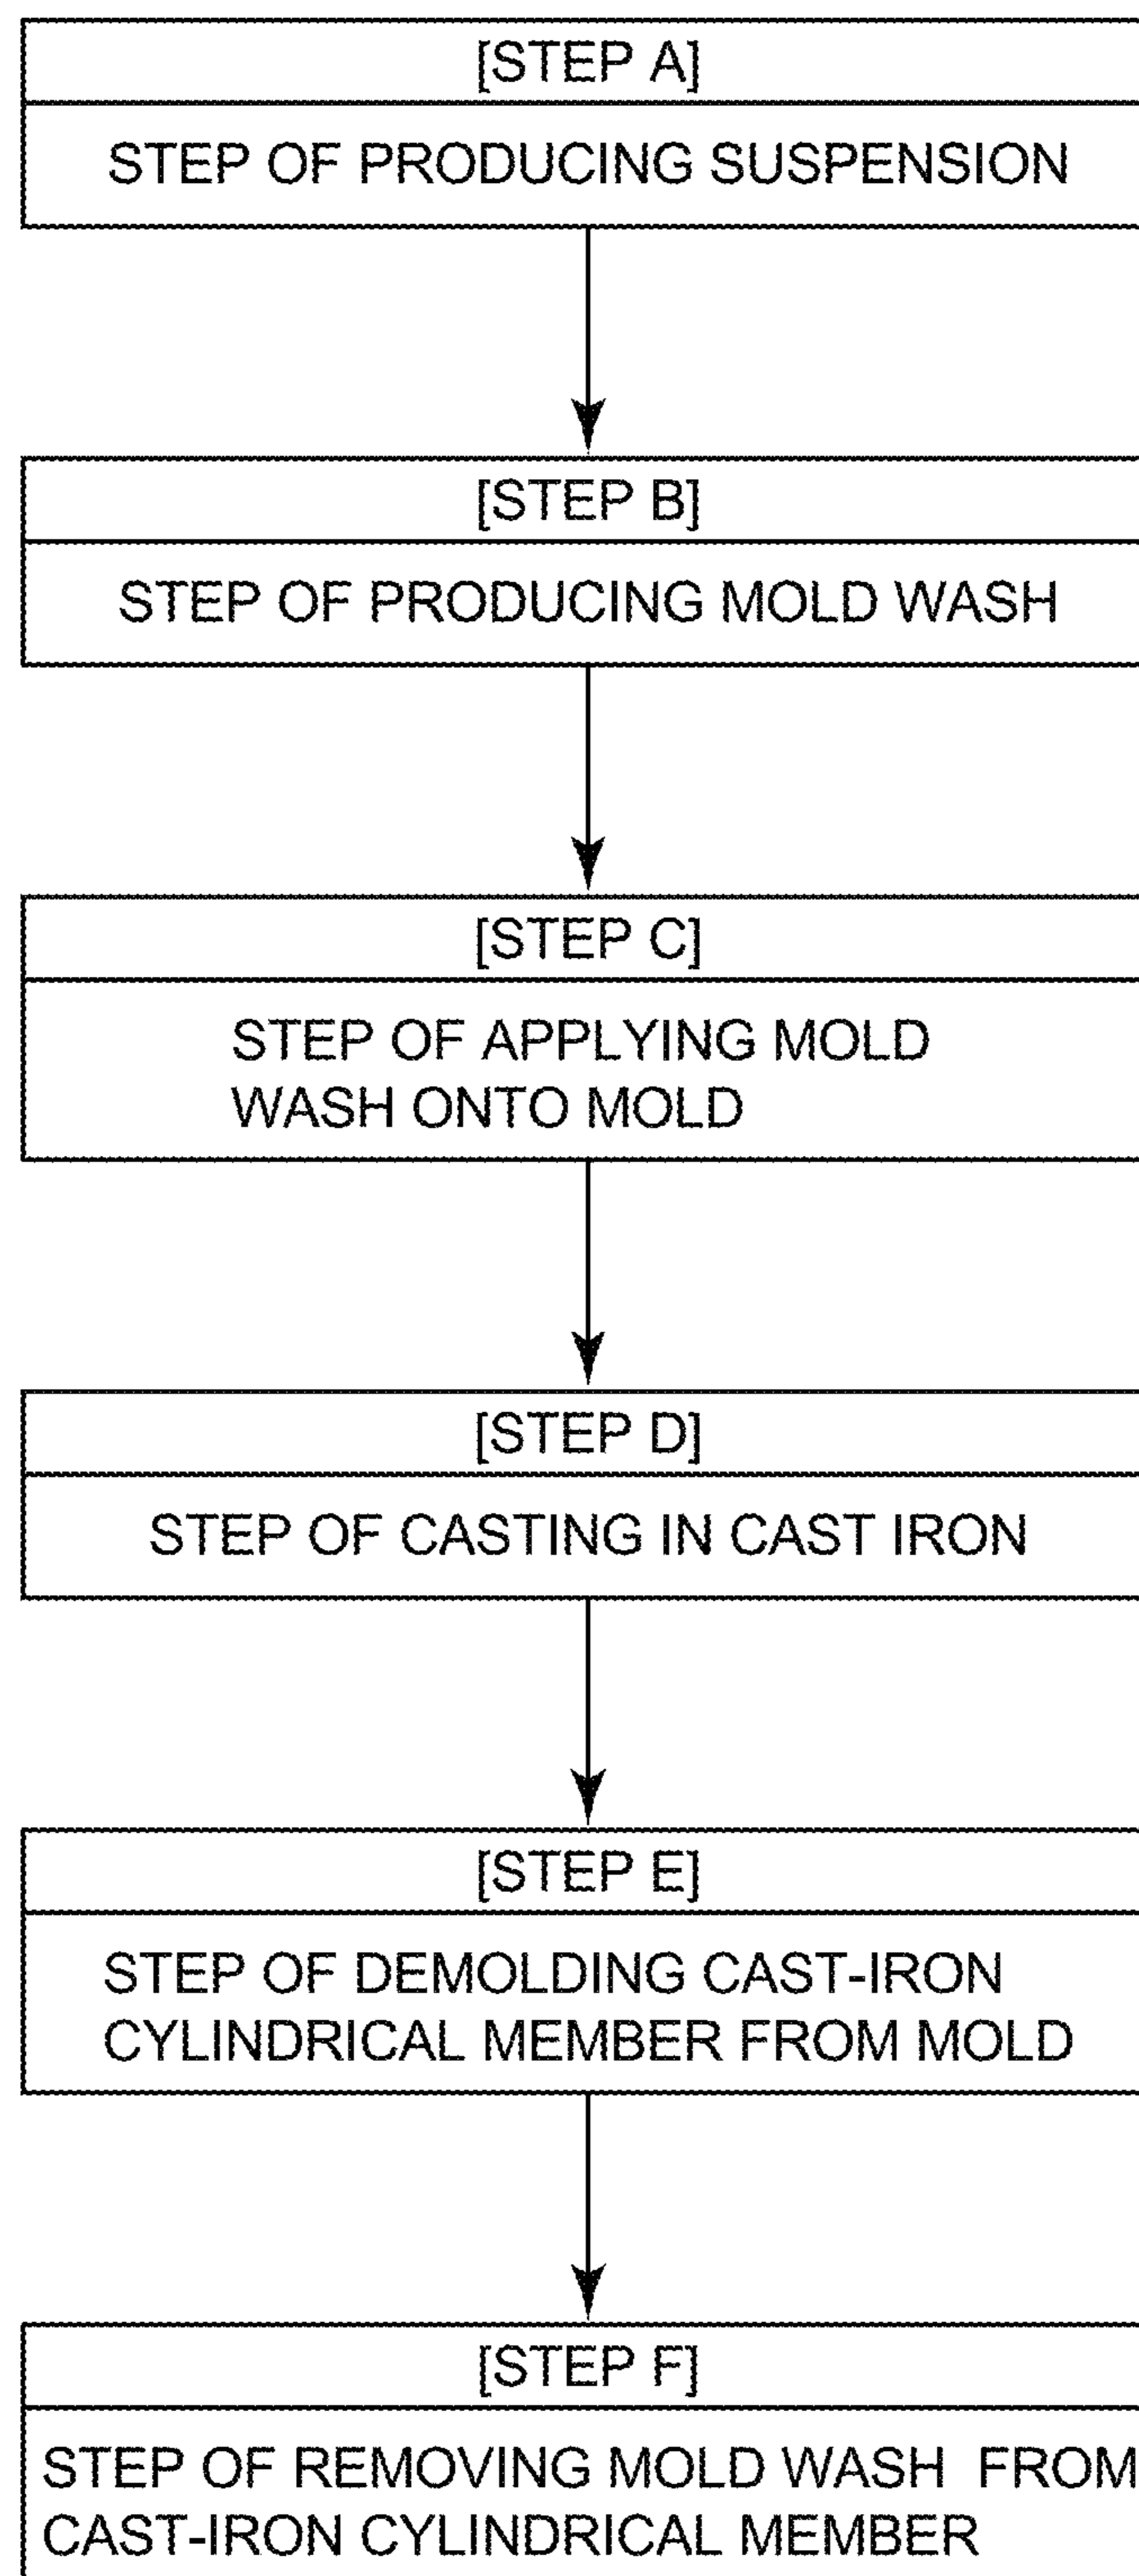 [STEP A]
STEP OF PRODUCING SUSPENSION
[STEP B]
STEP OF PRODUCING MOLD WASH
[STEP C]
STEP OF APPLYING MOLD
WASH ONTO MOLD
[STEP D]
STEP OF CASTING IN CAST IRON
[STEP E]
STEP OF DEMOLDING CAST-IRON
CYLINDRICAL MEMBER FROM MOLD
[STEP F]
STEP OF REMOVING MOLD WASH FROM
CAST-IRON CYLINDRICAL MEMBER